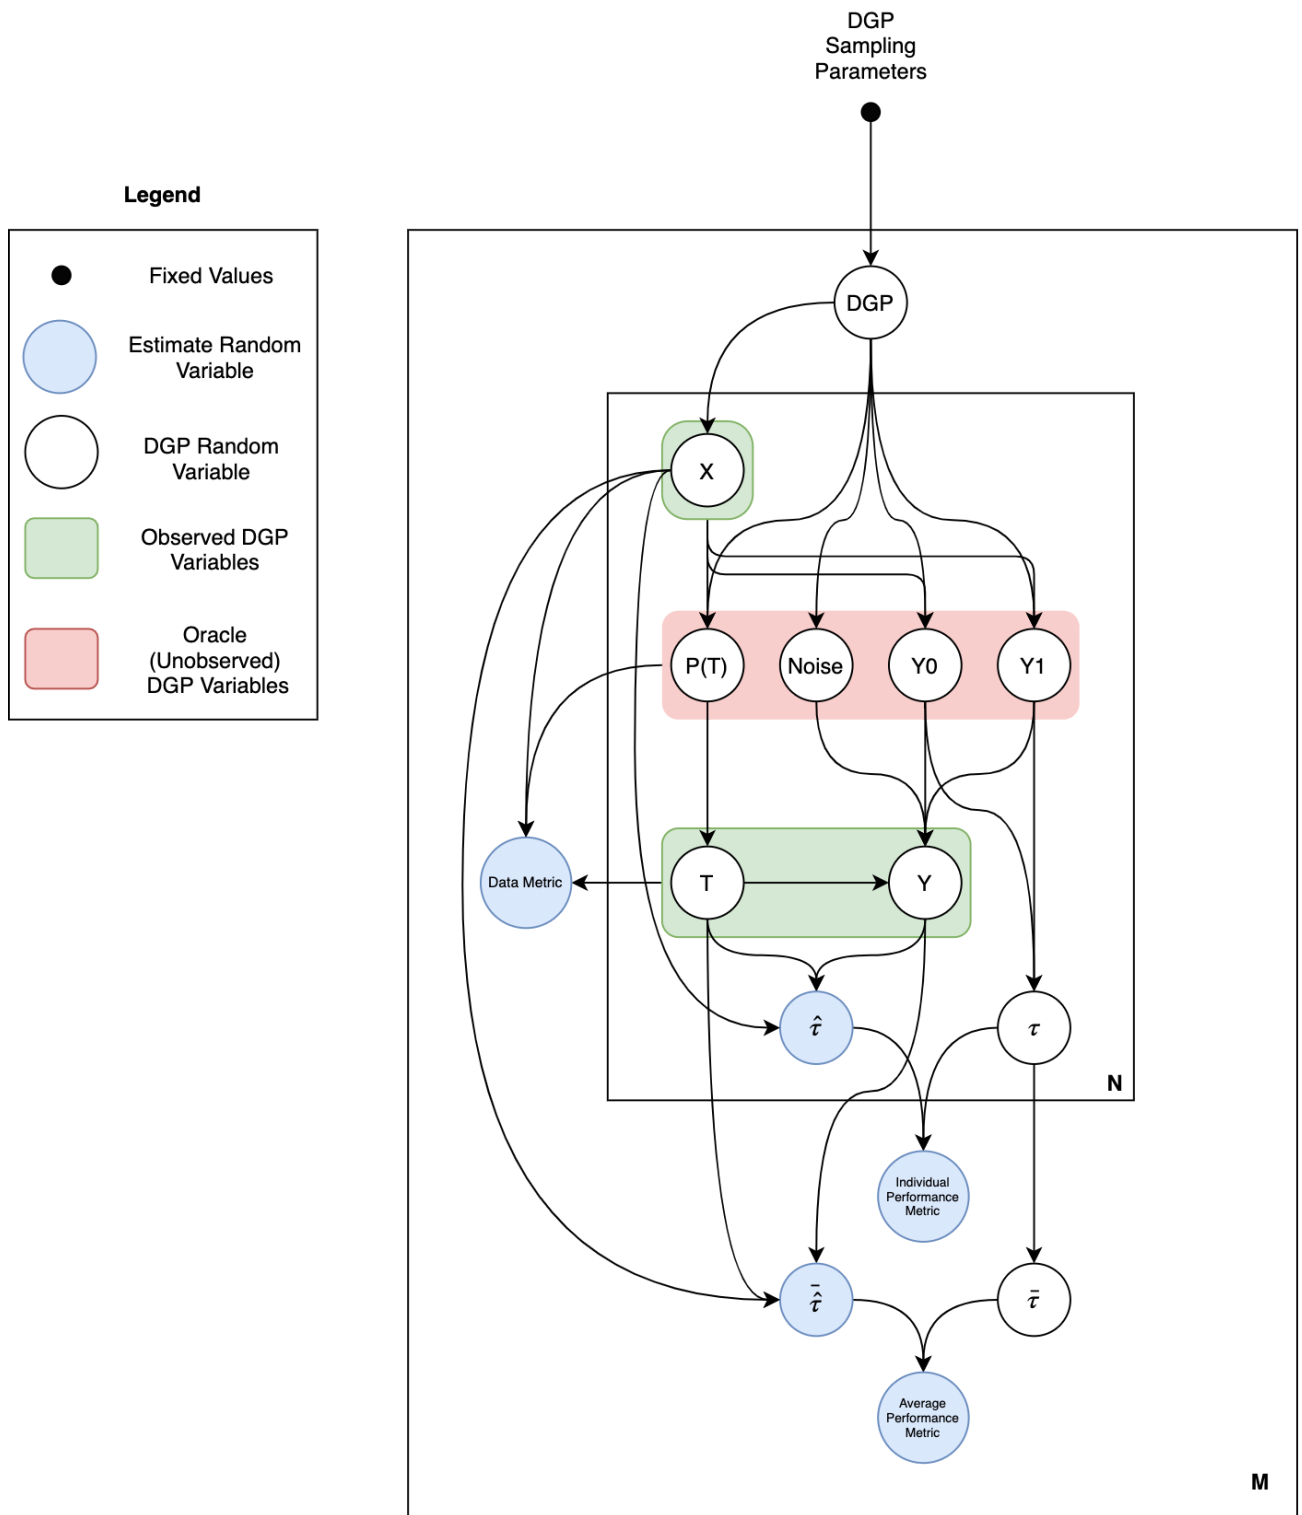 DGP
Sampling
Parameters
Legend
Fixed Values
Estimate Random
Variable
DGP Random
Variable
Observed DGP
Variables
Oracle
(Unobserved)
DGP Variables
DGP
X
P(T)
Noise
Y0
Y1
Data Metric
T
Y
τ̂
τ
N
Individual
Performance
Metric
τ̂̄
τ̄
Average
Performance
Metric
M